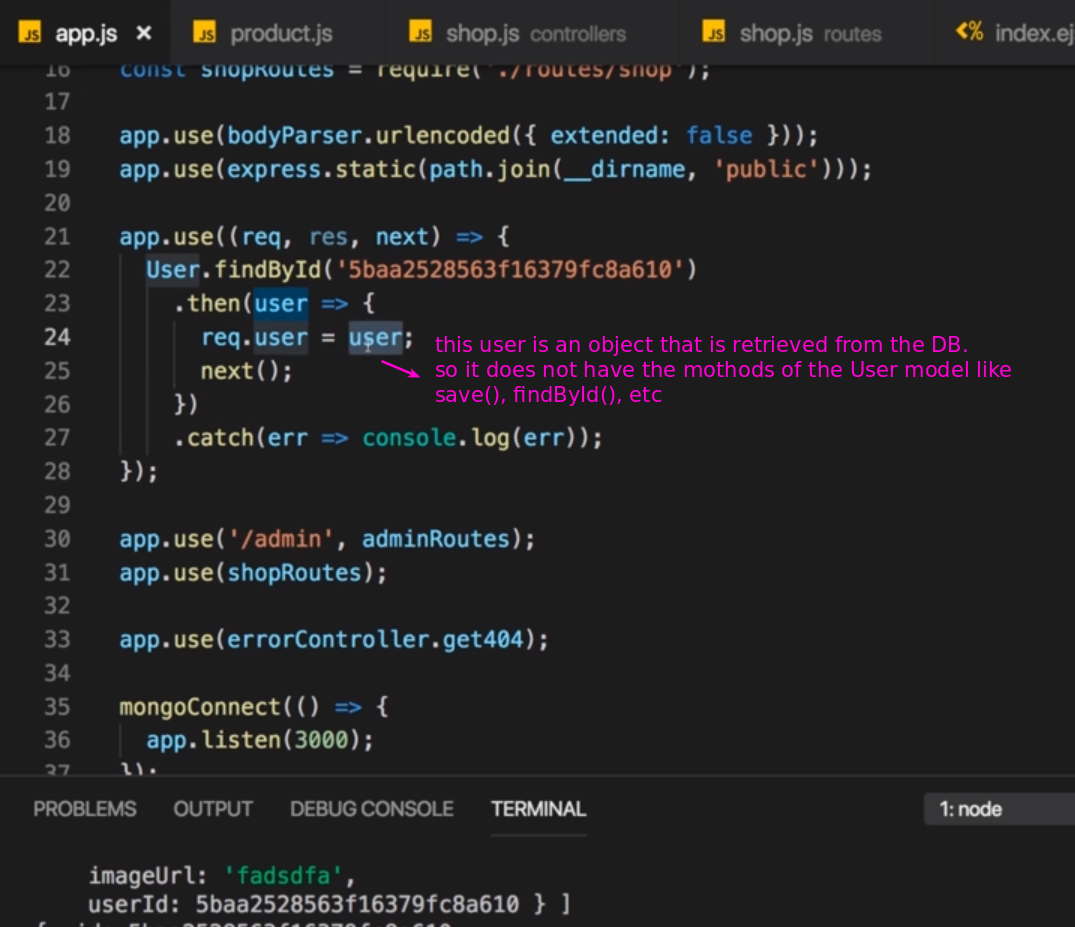 app.js × product.js shop.js controllers shop.js routes index.ej
16 const shopRoutes = require('./routes/shop');
17
18 app.use(bodyParser.urlencoded({ extended: false }));
19 app.use(express.static(path.join(__dirname, 'public')));
20
21 app.use((req, res, next) => {
22 User.findById('5baa2528563f16379fc8a610')
23 .then(user => {
24 req.user = user;
this user is an object that is retrieved from the DB.
so it does not have the mothods of the User model like
save(), findById(), etc
25 next();
26 })
27 .catch(err => console.log(err));
28 });
29
30 app.use('/admin', adminRoutes);
31 app.use(shopRoutes);
32
33 app.use(errorController.get404);
34
35 mongoConnect(() => {
36 app.listen(3000);
37 });
PROBLEMS OUTPUT DEBUG CONSOLE TERMINAL 1: node
imageUrl: 'fadsdfa',
userId: 5baa2528563f16379fc8a610 } ]